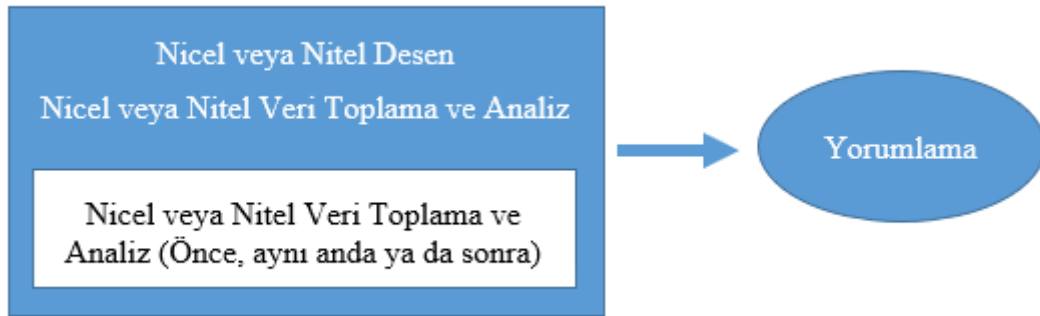 Nicel veya Nitel Desen
Nicel veya Nitel Veri Toplama ve Analiz
Nicel veya Nitel Veri Toplama ve
Analiz (Önce, aynı anda ya da sonra)
Yorumlama